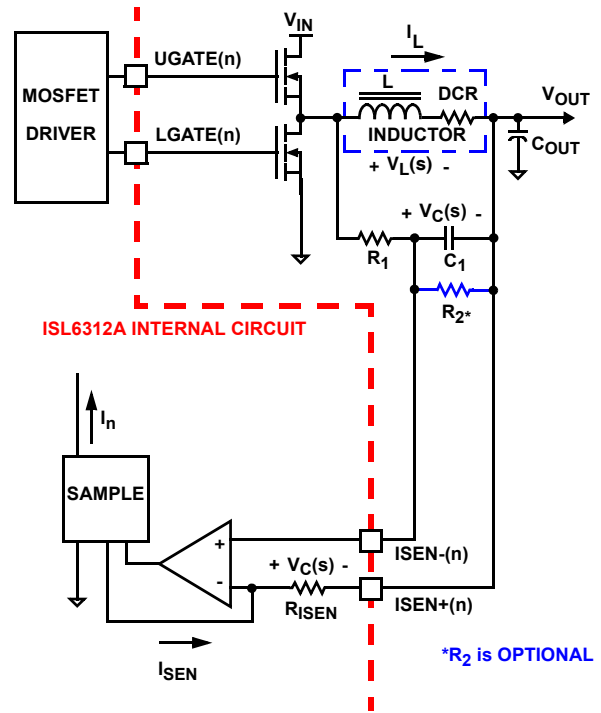 V_IN
I_L
UGATE(n)
L
DCR
V_OUT
MOSFET
DRIVER
LGATE(n)
INDUCTOR
C_OUT
+ V_L(s) -
+ V_C(s) -
R_1
C_1
R_2*
ISL6312A INTERNAL CIRCUIT
I_n
SAMPLE
+
ISEN-(n)
+ V_C(s) -
-
R_ISEN
ISEN+(n)
I_SEN
*R_2 is OPTIONAL